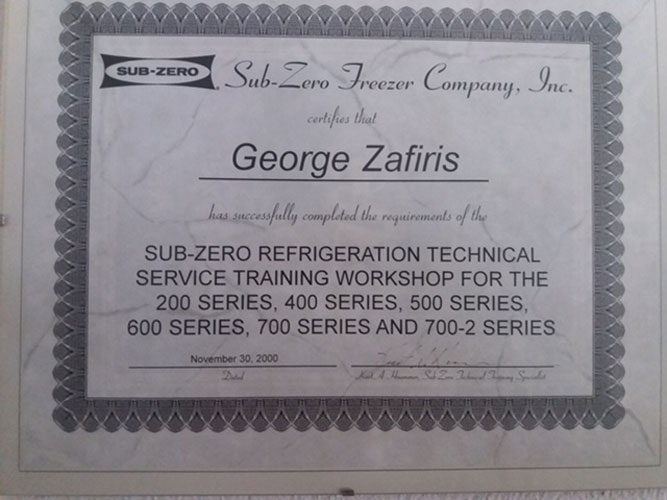 SUB-ZERO
Sub-Zero Freezer Company, Inc.
certifies that
George Zafiris
has successfully completed the requirements of the
SUB-ZERO REFRIGERATION TECHNICAL
SERVICE TRAINING WORKSHOP FOR THE
200 SERIES, 400 SERIES, 500 SERIES,
600 SERIES, 700 SERIES AND 700-2 SERIES
November 30, 2000
Dated
A. Sub-Zero Technical Training Specialist